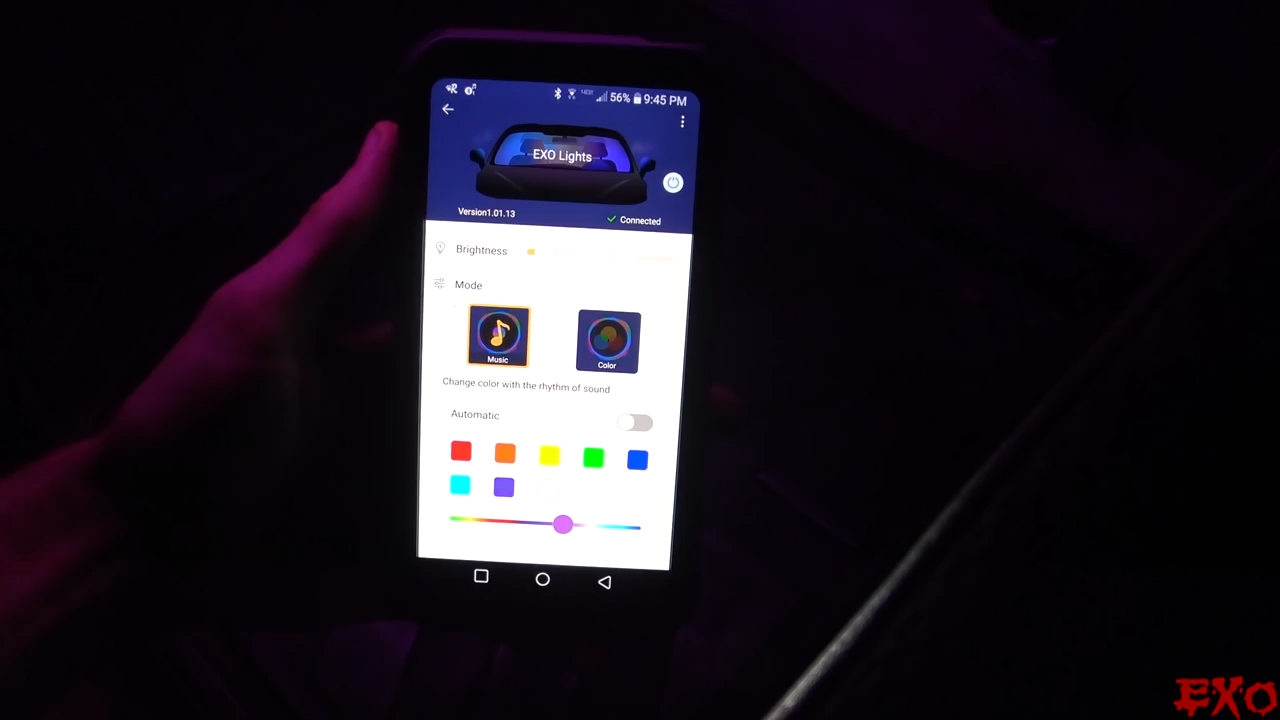 56% 9:45 PM
EXO Lights
Version1.01.13
Connected
Brightness
Mode
Music
Color
Change color with the rhythm of sound
Automatic
EXO